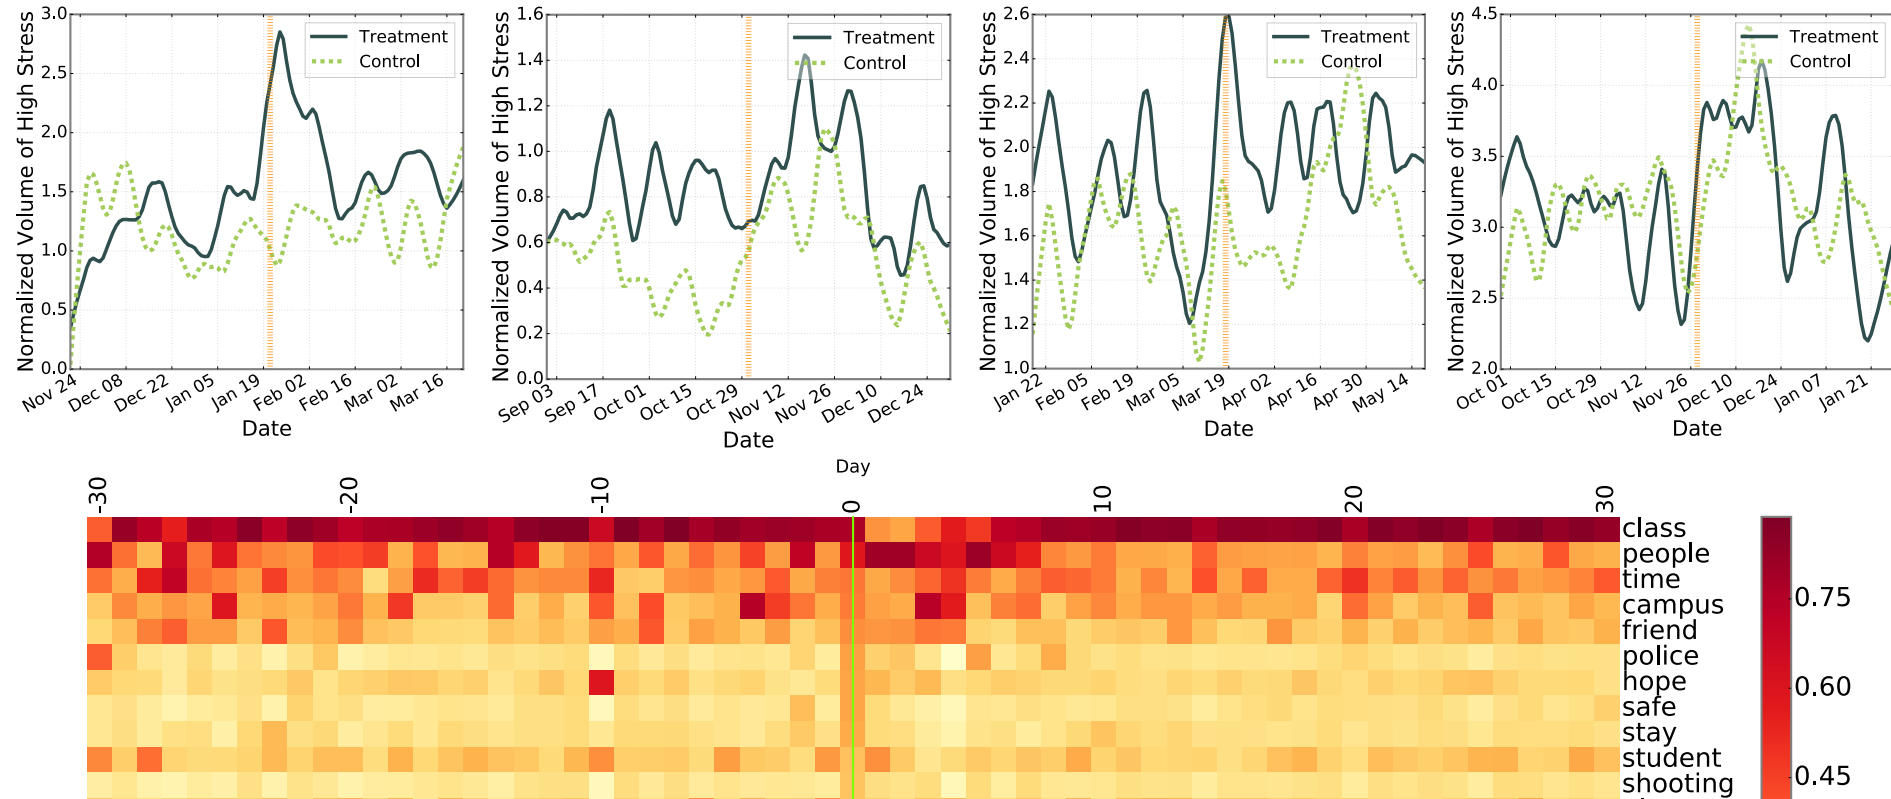 Normalized Volume of High Stress
3.0
2.5
2.0
1.5
1.0
0.5
0.0
Treatment
Control
Nov 24
Dec 08
Dec 22
Jan 05
Jan 19
Feb 02
Feb 16
Mar 02
Mar 16
Date
Normalized Volume of High Stress
1.6
1.4
1.2
1.0
0.8
0.6
0.4
0.2
0.0
Treatment
Control
Sep 03
Sep 17
Oct 01
Oct 15
Oct 29
Nov 12
Nov 26
Dec 10
Dec 24
Date
Normalized Volume of High Stress
2.6
2.4
2.2
2.0
1.8
1.6
1.4
1.2
1.0
Treatment
Control
Jan 22
Feb 05
Feb 19
Mar 05
Mar 19
Apr 02
Apr 16
Apr 30
May 14
Date
Normalized Volume of High Stress
4.5
4.0
3.5
3.0
2.5
2.0
Treatment
Control
Oct 01
Oct 15
Oct 29
Nov 12
Nov 26
Dec 10
Dec 24
Jan 07
Jan 21
Date
Day
-30
-20
-10
0
10
20
30
class
people
time
campus
friend
police
hope
safe
stay
student
shooting
0.75
0.60
0.45